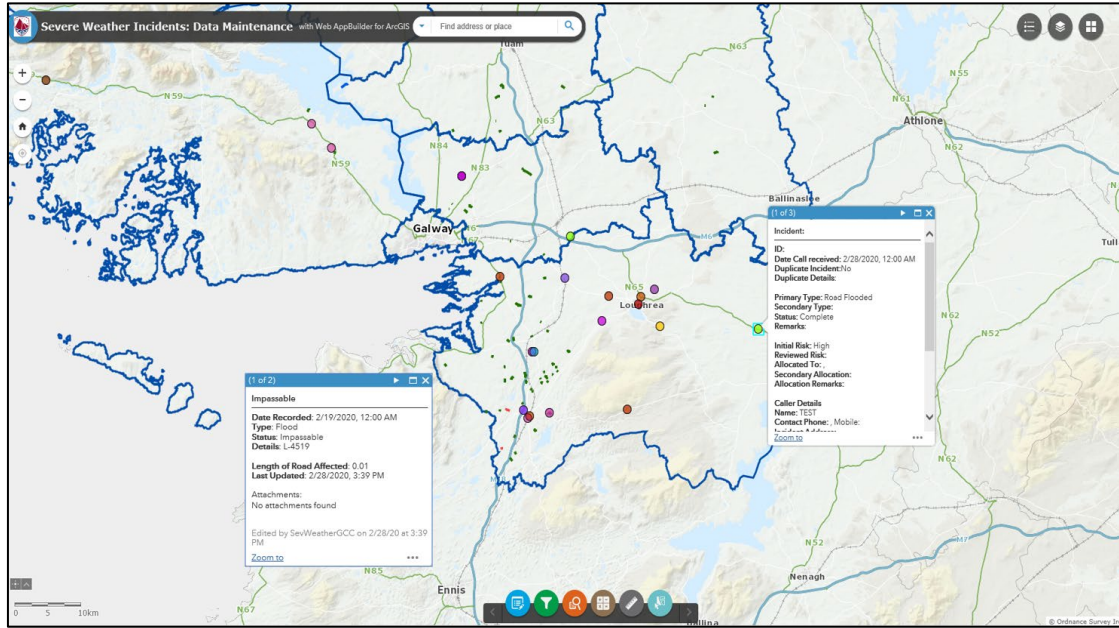 Severe Weather Incidents: Data Maintenance with Web AppBuilder for ArcGIS
Find address or place
Tuam
N63
N55
N59
N61
Athlone
N62
N63
N84
N83
N59
Ballinasloe
Galway
M6
N67
N65
Loughrea
N62
N52
(1 of 3)
Incident:
ID:
Date Call received: 2/28/2020, 12:00 AM
Duplicate Incident:No
Duplicate Details:
Primary Type: Road Flooded
Secondary Type:
Status: Complete
Remarks:
Initial Risk: High
Reviewed Risk:
Allocated To: ,
Secondary Allocation:
Allocation Remarks:
Caller Details
Name: TEST
Contact Phone: , Mobile:
Incident Address:
Zoom to
(1 of 2)
Impassable
Date Recorded: 2/19/2020, 12:00 AM
Type: Flood
Status: Impassable
Details: L-4519
Length of Road Affected: 0.01
Last Updated: 2/28/2020, 3:39 PM
Attachments:
No attachments found
Edited by SevWeatherGCC on 2/28/20 at 3:39
PM
Zoom to
N62
N52
M7
Nenagh
N85
Ennis
N67
0 5 10km
© Ordnance Survey